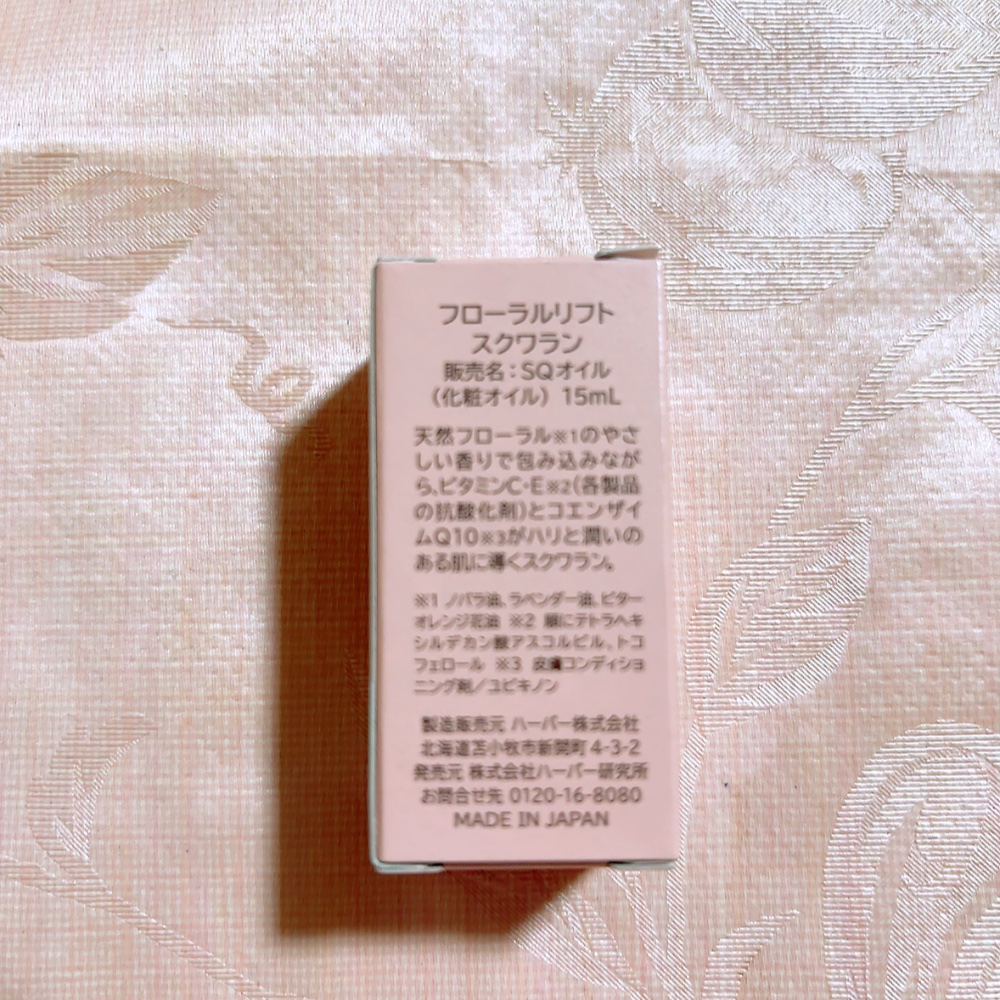 フローラルリフト
スクワラン
販売名：SQオイル
（化粧オイル） 15mL
天然フローラル※1のやさ
しい香りで包み込みなが
ら、ビタミンC・E※2（各製品
の抗酸化剤）とコエンザイ
ムQ10※3がハリと潤いの
ある肌に導くスクワラン。
※1 ノバラ油、ラベンダー油、ビター
オレンジ花油 ※2 順にテトラヘキ
シルデカン酸アスコルビル、トコ
フェロール ※3 皮膚コンディショ
ニング剤／ユビキノン
製造販売元 ハーバー株式会社
北海道苫小牧市新開町4-3-2
発売元 株式会社ハーバー研究所
お問合せ先 0120-16-8080
MADE IN JAPAN